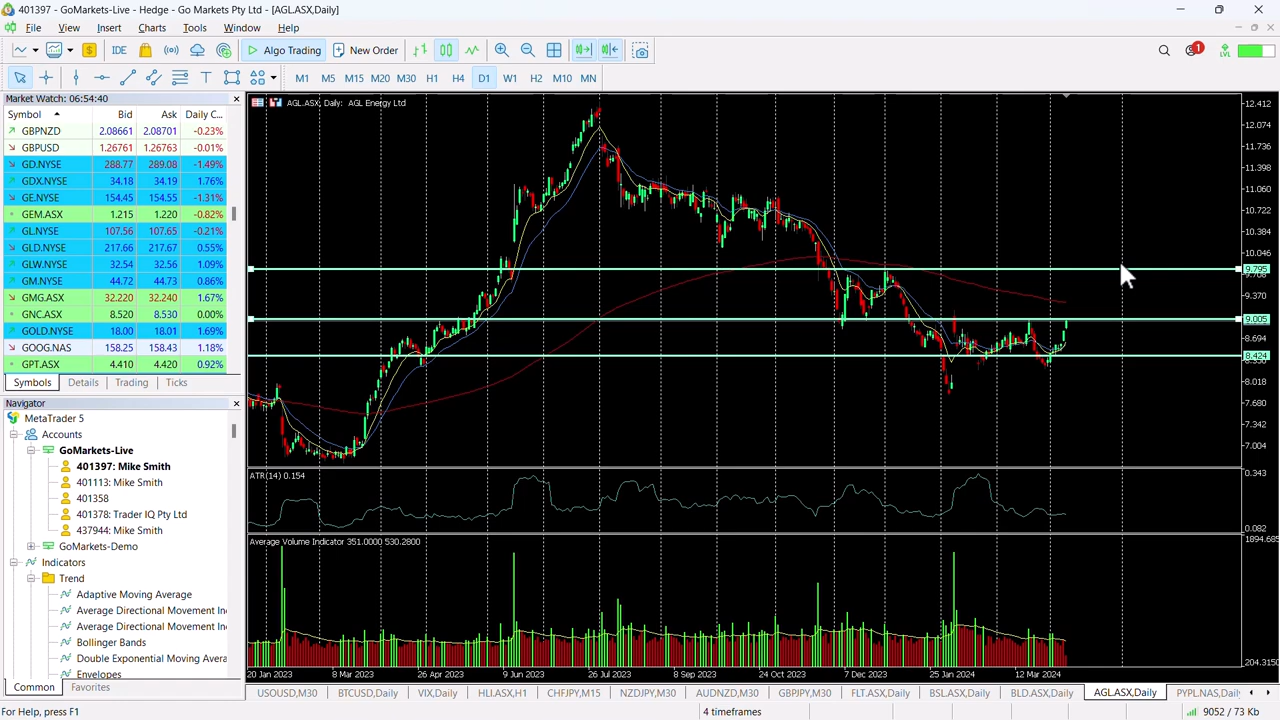 401397 - GoMarkets-Live - Hedge - Go Markets Pty Ltd - [AGL.ASX,Daily]
File View Insert Charts Tools Window Help
IDE Algo Trading New Order 1 LVL
T M1 M5 M15 M20 M30 H1 H4 D1 W1 H2 M10 MN
Market Watch: 06:54:40
Symbol Bid Ask Daily C...
GBPNZD 2.08661 2.08701 -0.23%
GBPUSD 1.26761 1.26763 -0.01%
GD.NYSE 288.77 289.08 -1.49%
GDX.NYSE 34.18 34.19 1.76%
GE.NYSE 154.45 154.55 -1.31%
GEM.ASX 1.215 1.220 -0.82%
GL.NYSE 107.56 107.65 -0.21%
GLD.NYSE 217.66 217.67 0.55%
GLW.NYSE 32.54 32.56 1.09%
GM.NYSE 44.72 44.73 0.86%
GMG.ASX 32.220 32.240 1.67%
GNC.ASX 8.520 8.530 0.00%
GOLD.NYSE 18.00 18.01 1.69%
GOOG.NAS 158.25 158.43 1.18%
GPT.ASX 4.410 4.420 0.92%
Symbols Details Trading Ticks
Navigator
MetaTrader 5
Accounts
GoMarkets-Live
401397: Mike Smith
401113: Mike Smith
401358
401378: Trader IQ Pty Ltd
437944: Mike Smith
GoMarkets-Demo
Indicators
Trend
Adaptive Moving Average
Average Directional Movement In
Average Directional Movement In
Bollinger Bands
Double Exponential Moving Avera
Envelopes
Common Favorites
AGL.ASX, Daily: AGL Energy Ltd
12.412
12.074
11.736
11.398
11.060
10.722
10.384
10.046
9.795
9.370
9.005
8.694
8.424
8.018
7.680
7.342
7.004
ATR(14) 0.154
0.343
0.062
Average Volume Indicator 351.0000 530.2800
1894.685
204.3150
20 Jan 2023 8 Mar 2023 26 Apr 2023 9 Jun 2023 26 Jul 2023 8 Sep 2023 24 Oct 2023 7 Dec 2023 25 Jan 2024 12 Mar 2024
USOUSD,M30 BTCUSD,Daily VIX,Daily HLI.ASX,H1 CHFJPY,M15 NZDJPY,M30 AUDNZD,M30 GBPJPY,M30 FLT.ASX,Daily BSL.ASX,Daily BLD.ASX,Daily AGL.ASX,Daily PYPL.NAS,Daily
For Help, press F1 4 timeframes 9052 / 73 Kb